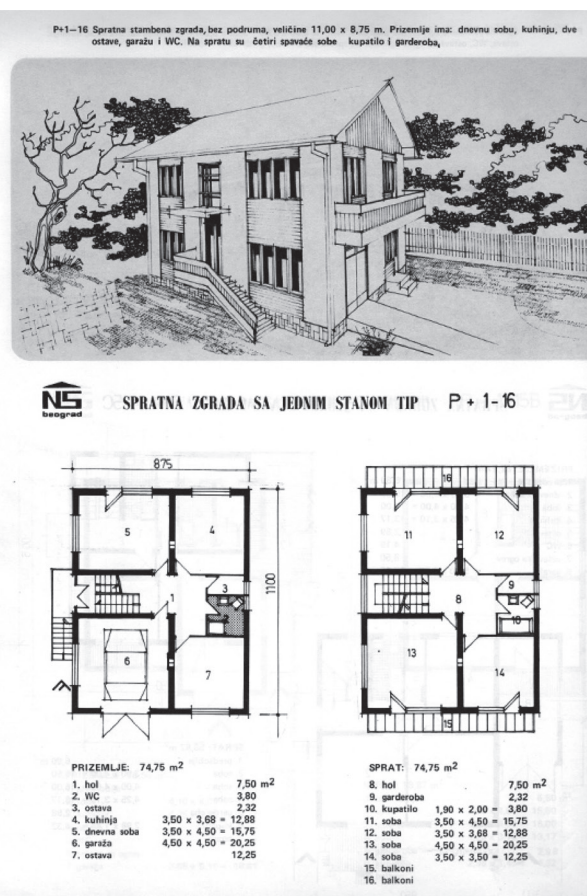 P+1—16 Spratna stambena zgrada, bez podruma, veličine 11,00 x 8,75 m. Prizemlje ima: dnevnu sobu, kuhinju, dve
ostave, garažu i WC. Na spratu su četiri spavaće sobe kupatilo i garderoba.
NS
beograd
SPRATNA ZGRADA SA JEDNIM STANOM TIP P + 1-16
875
1100
5
4
3
1
6
7
16
11
12
9
8
10
13
14
15
PRIZEMLJE: 74,75 m2
1. hol 7,50 m2
2. WC 3,80
3. ostava 2,32
4. kuhinja 3,50 x 3,68 = 12,88
5. dnevna soba 3,50 x 4,50 = 15,75
6. garaža 4,50 x 4,50 = 20,25
7. ostava 12,25
SPRAT: 74,75 m2
8. hol 7,50 m2
9. garderoba 2,32
10. kupatilo 1,90 x 2,00 = 3,80
11. soba 3,50 x 4,50 = 15,75
12. soba 3,50 x 3,68 = 12,88
13. soba 4,50 x 4,50 = 20,25
14. soba 3,50 x 3,50 = 12,25
15. balkoni
16. balkoni